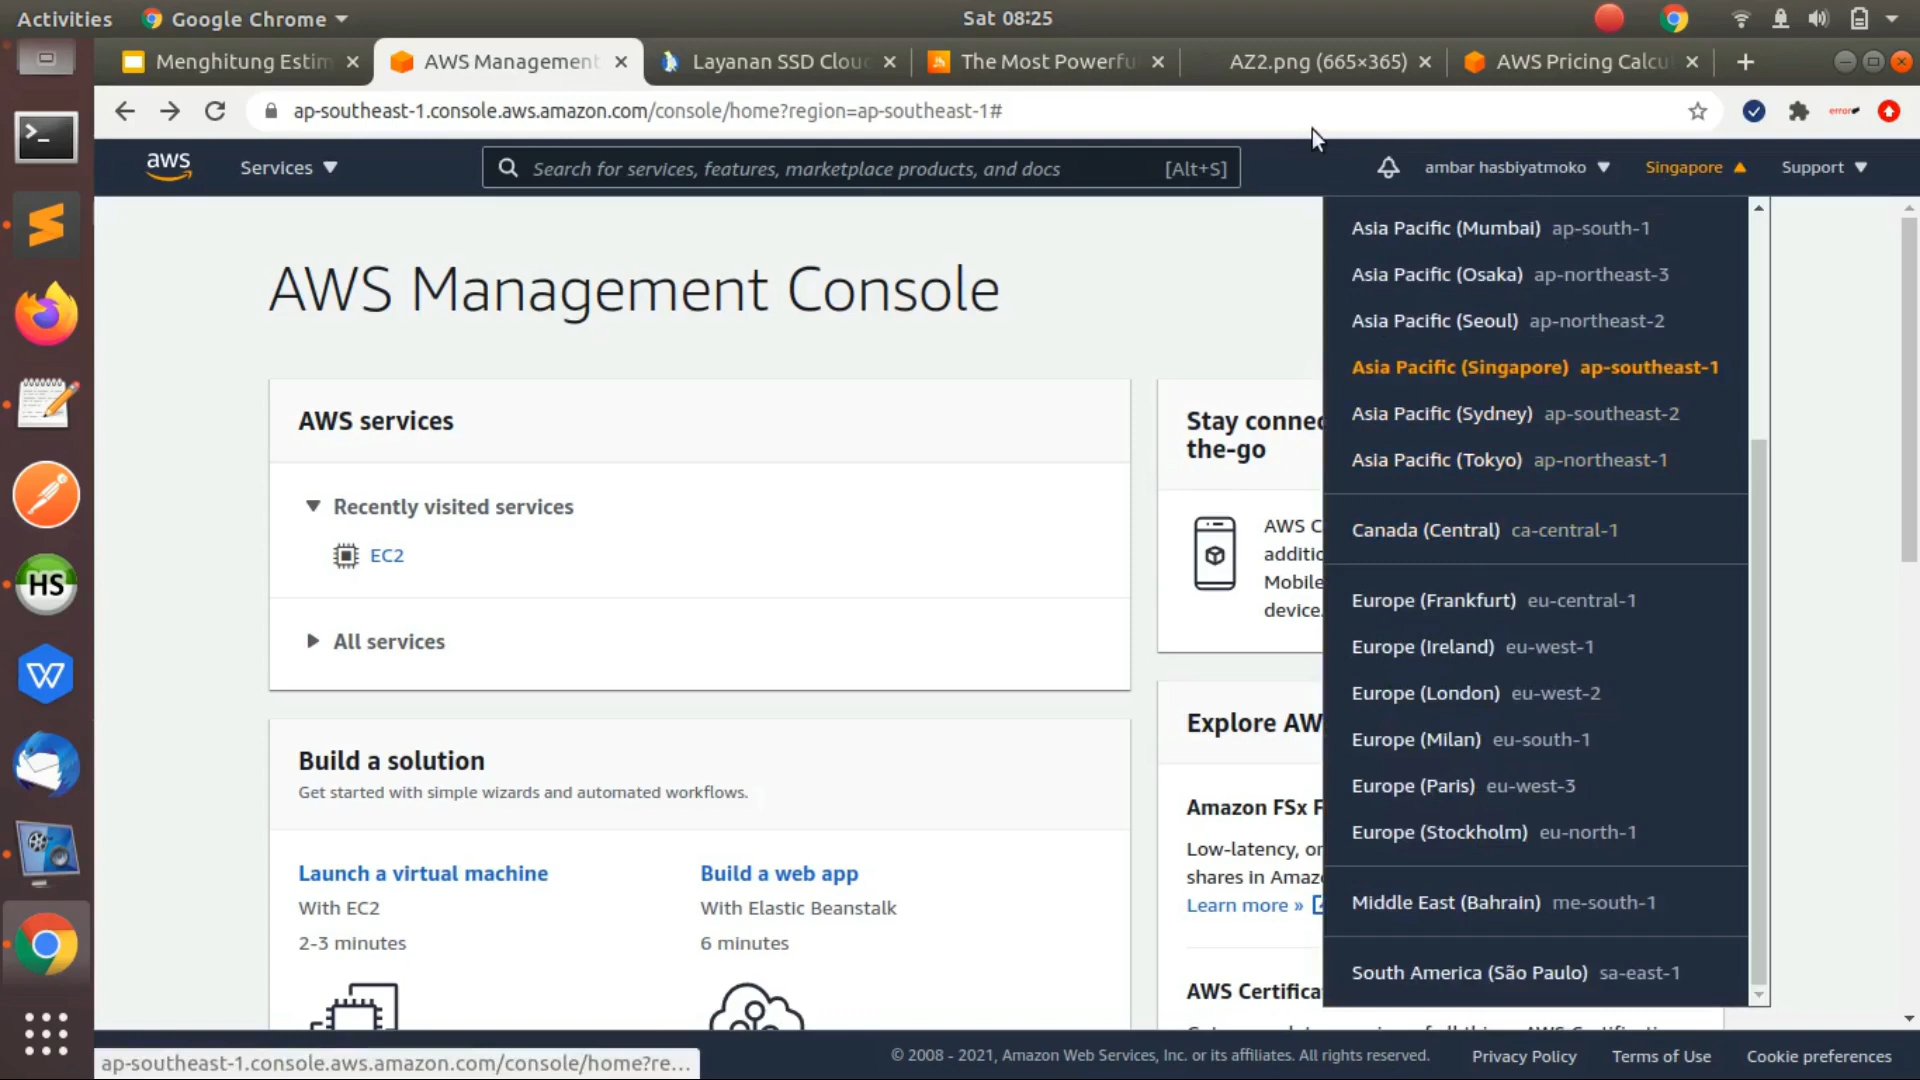 Activities
Google Chrome
Sat 08:25
Menghitung Estim
AWS Management
Layanan SSD Clou
The Most Powerfu
AZ2.png (665×365)
AWS Pricing Calcu
ap-southeast-1.console.aws.amazon.com/console/home?region=ap-southeast-1#
error
aws
Services
Search for services, features, marketplace products, and docs
[Alt+S]
ambar hasbiyatmoko
Singapore
Support
AWS Management Console
AWS services
Recently visited services
EC2
All services
Build a solution
Get started with simple wizards and automated workflows.
Launch a virtual machine
With EC2
2-3 minutes
Build a web app
With Elastic Beanstalk
6 minutes
Stay connec
the-go
AWS C
additio
Mobile
device.
Explore AW
Amazon FSx F
Low-latency, or
shares in Amaz
Learn more »
AWS Certifica
Asia Pacific (Mumbai) ap-south-1
Asia Pacific (Osaka) ap-northeast-3
Asia Pacific (Seoul) ap-northeast-2
Asia Pacific (Singapore) ap-southeast-1
Asia Pacific (Sydney) ap-southeast-2
Asia Pacific (Tokyo) ap-northeast-1
Canada (Central) ca-central-1
Europe (Frankfurt) eu-central-1
Europe (Ireland) eu-west-1
Europe (London) eu-west-2
Europe (Milan) eu-south-1
Europe (Paris) eu-west-3
Europe (Stockholm) eu-north-1
Middle East (Bahrain) me-south-1
South America (São Paulo) sa-east-1
HS
W
ap-southeast-1.console.aws.amazon.com/console/home?re...
© 2008 - 2021, Amazon Web Services, Inc. or its affiliates. All rights reserved.
Privacy Policy
Terms of Use
Cookie preferences